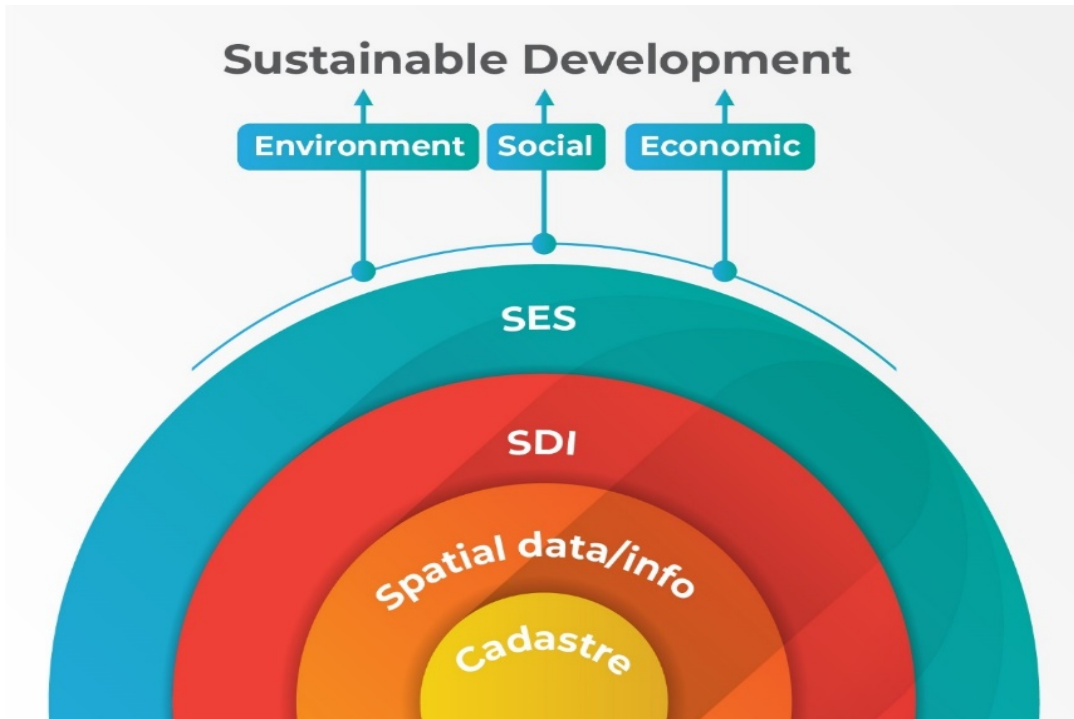 Sustainable Development
Environment Social Economic
SES
SDI
Spatial data/info
Cadastre